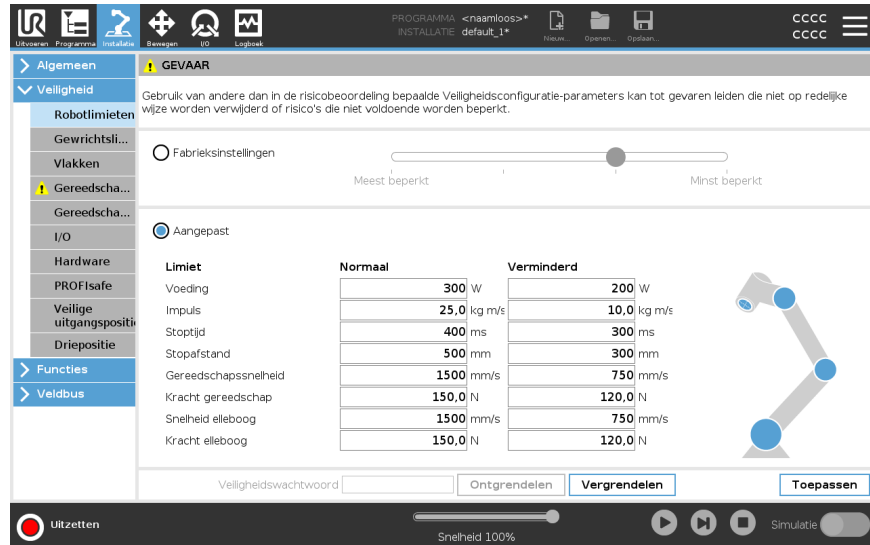 UR
PROGRAMMA <naamloos>*
INSTALLATIE default_1*
Uitvoeren Programma Installatie Bewegen I/O Logboek Nieuw... Openen... Opslaan...
cccc
cccc
Algemeen
Veiligheid
Robotlimieten
Gewrichtsli...
Vlakken
Gereedscha...
Gereedscha...
I/O
Hardware
PROFIsafe
Veilige
uitgangspositi
Driepositie
Functies
Veldbus
GEVAAR
Gebruik van andere dan in de risicobeoordeling bepaalde Veiligheidsconfiguratie-parameters kan tot gevaren leiden die niet op redelijke
wijze worden verwijderd of risico's die niet voldoende worden beperkt.
Fabrieksinstellingen
Meest beperkt Minst beperkt
Aangepast
Limiet Normaal Verminderd
Voeding 300 W 200 W
Impuls 25,0 kg m/s 10,0 kg m/s
Stoptijd 400 ms 300 ms
Stopafstand 500 mm 300 mm
Gereedschapssnelheid 1500 mm/s 750 mm/s
Kracht gereedschap 150,0 N 120,0 N
Snelheid elleboog 1500 mm/s 750 mm/s
Kracht elleboog 150,0 N 120,0 N
Veiligheidswachtwoord Ontgrendelen Vergrendelen Toepassen
Uitzetten
Snelheid 100%
Simulatie